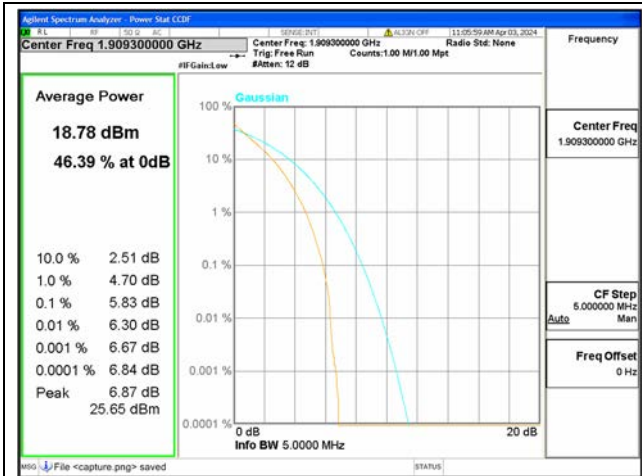 Agilent Spectrum Analyzer - Power Stat CCDF
RL RF 50 Ω AC SENSE:INT ALIGN OFF 11:05:59 AM Apr 03, 2024
Center Freq 1.909300000 GHz
Center Freq: 1.909300000 GHz Radio Std: None
Trig: Free Run Counts:1.00 M/1.00 Mpt
#IFGain:Low #Atten: 12 dB
Frequency
Average Power
18.78 dBm
46.39 % at 0dB
10.0 % 2.51 dB
1.0 % 4.70 dB
0.1 % 5.83 dB
0.01 % 6.30 dB
0.001 % 6.67 dB
0.0001 % 6.84 dB
Peak 6.87 dB
25.65 dBm
Gaussian
100 %
10 %
1 %
0.1 %
0.01 %
0.001 %
0.0001 %
0 dB 20 dB
Info BW 5.0000 MHz
Center Freq
1.909300000 GHz
CF Step
5.000000 MHz
Auto Man
Freq Offset
0 Hz
MSG File <capture.png> saved STATUS